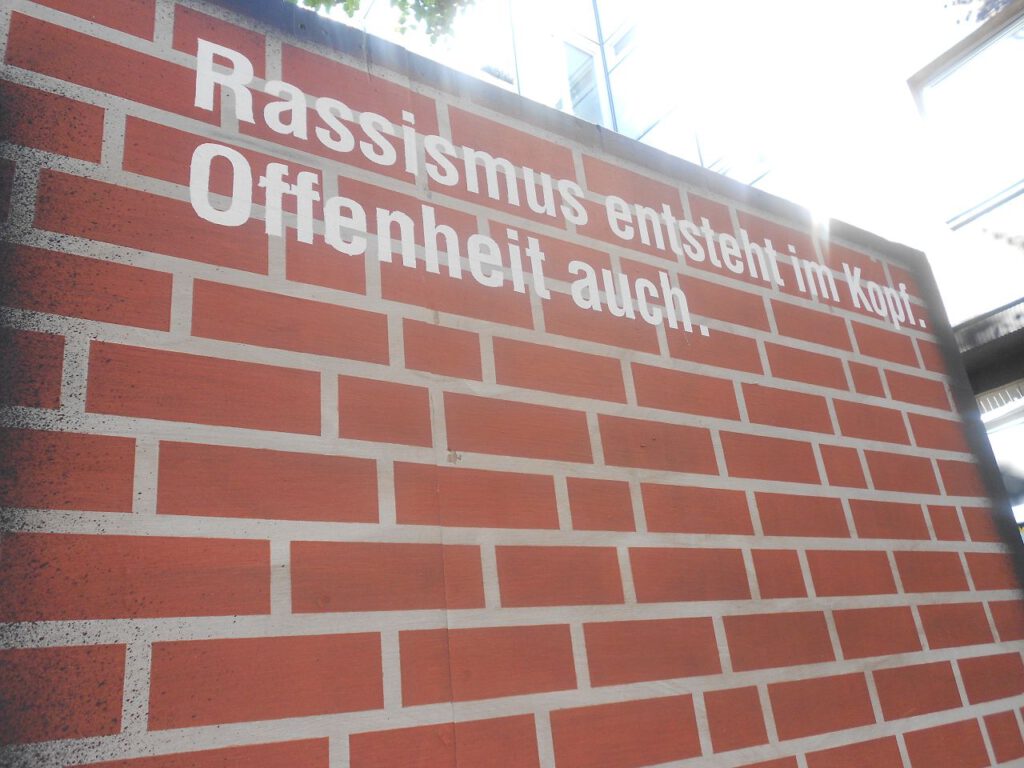 Rassismus entsteht im Kopf.
Offenheit auch.